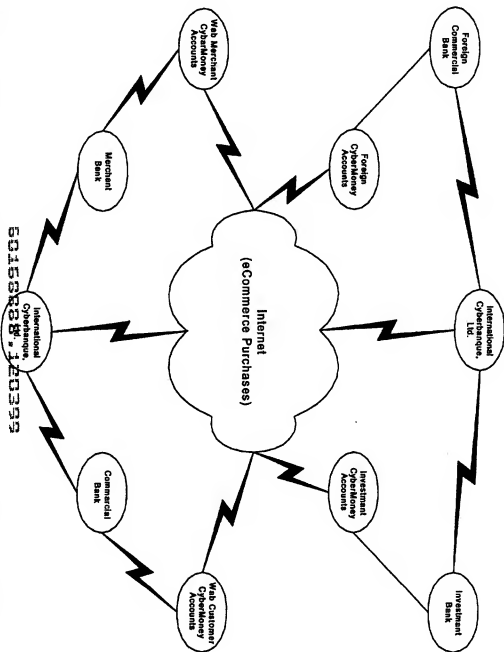 Foreign
Commercial
Bank
International
Cyberbanque,
Ltd.
Investment
Bank
Foreign
CyberMoney
Accounts
Investment
CyberMoney
Accounts
Internet
(eCommerce Purchases)
Web Merchant
CyberMoney
Accounts
Web Customer
CyberMoney
Accounts
Merchant
Bank
Commercial
Bank
International
Cyberbanque,
Ltd.